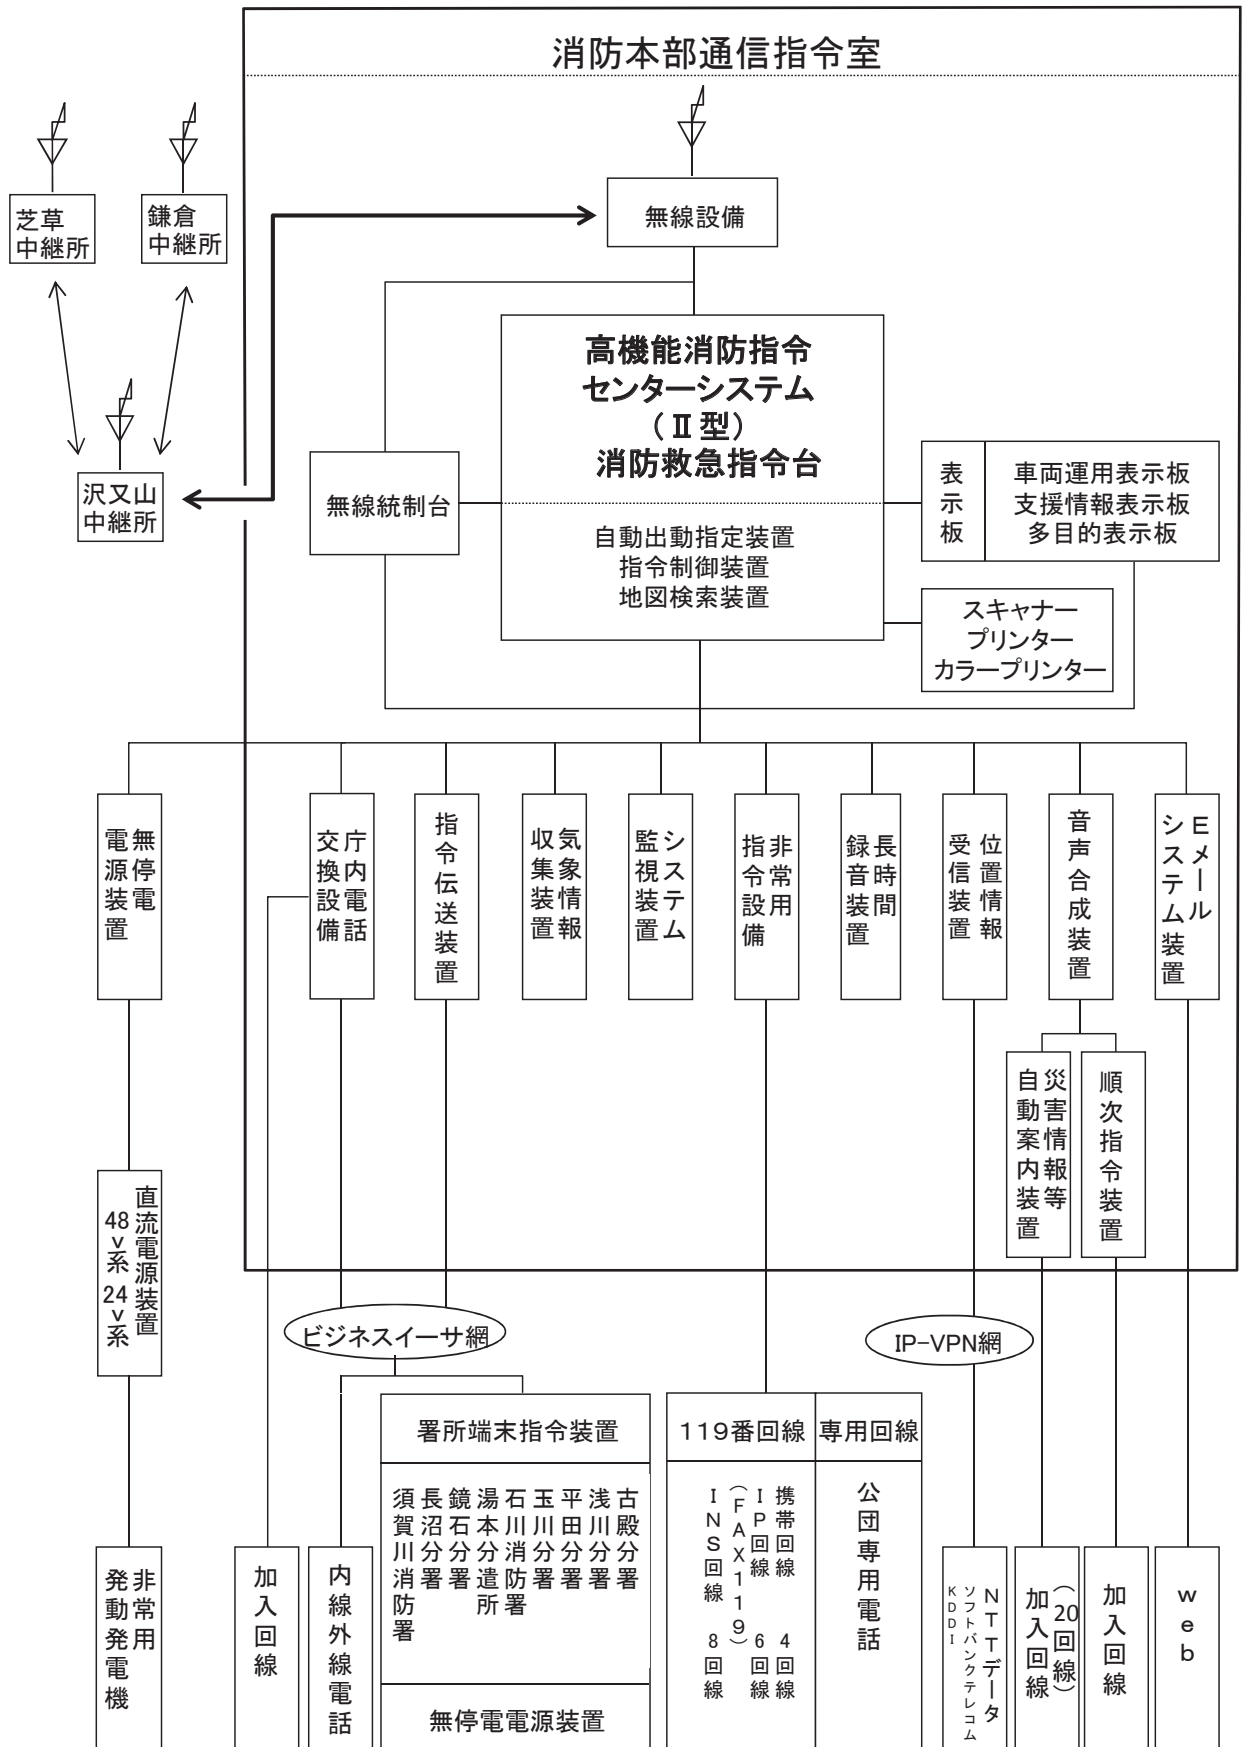 消防本部通信指令室
芝草
中継所
鎌倉
中継所
無線設備
沢又山
中継所
高機能消防指令
センターシステム
（Ⅱ型）
消防救急指令台
自動出動指定装置
指令制御装置
地図検索装置
無線統制台
表示板
車両運用表示板
支援情報表示板
多目的表示板
スキャナー
プリンター
カラープリンター
無停電
電源装置
庁内電話
交換設備
指令伝送装置
気象情報
収集装置
システム
監視装置
非常用
指令設備
長時間
録音装置
位置情報
受信装置
音声合成装置
Eメール
システム装置
災害情報等
自動案内装置
順次指令装置
直流電源装置
48v系 24v系
ビジネスイーサ網
IP-VPN網
署所端末指令装置
須賀川消防署
長沼分署
鏡石分署
湯本分遣所
石川消防署
玉川分署
平田分署
浅川分署
古殿分署
無停電電源装置
119番回線
専用回線
携帯回線 4回線
IP回線 6回線
（FAX119）
INS回線 8回線
公団専用電話
非常用
発動発電機
加入回線
内線外線電話
NTTデータ
ソフトバンクテレコム
KDDI
加入回線
（20回線）
加入回線
web